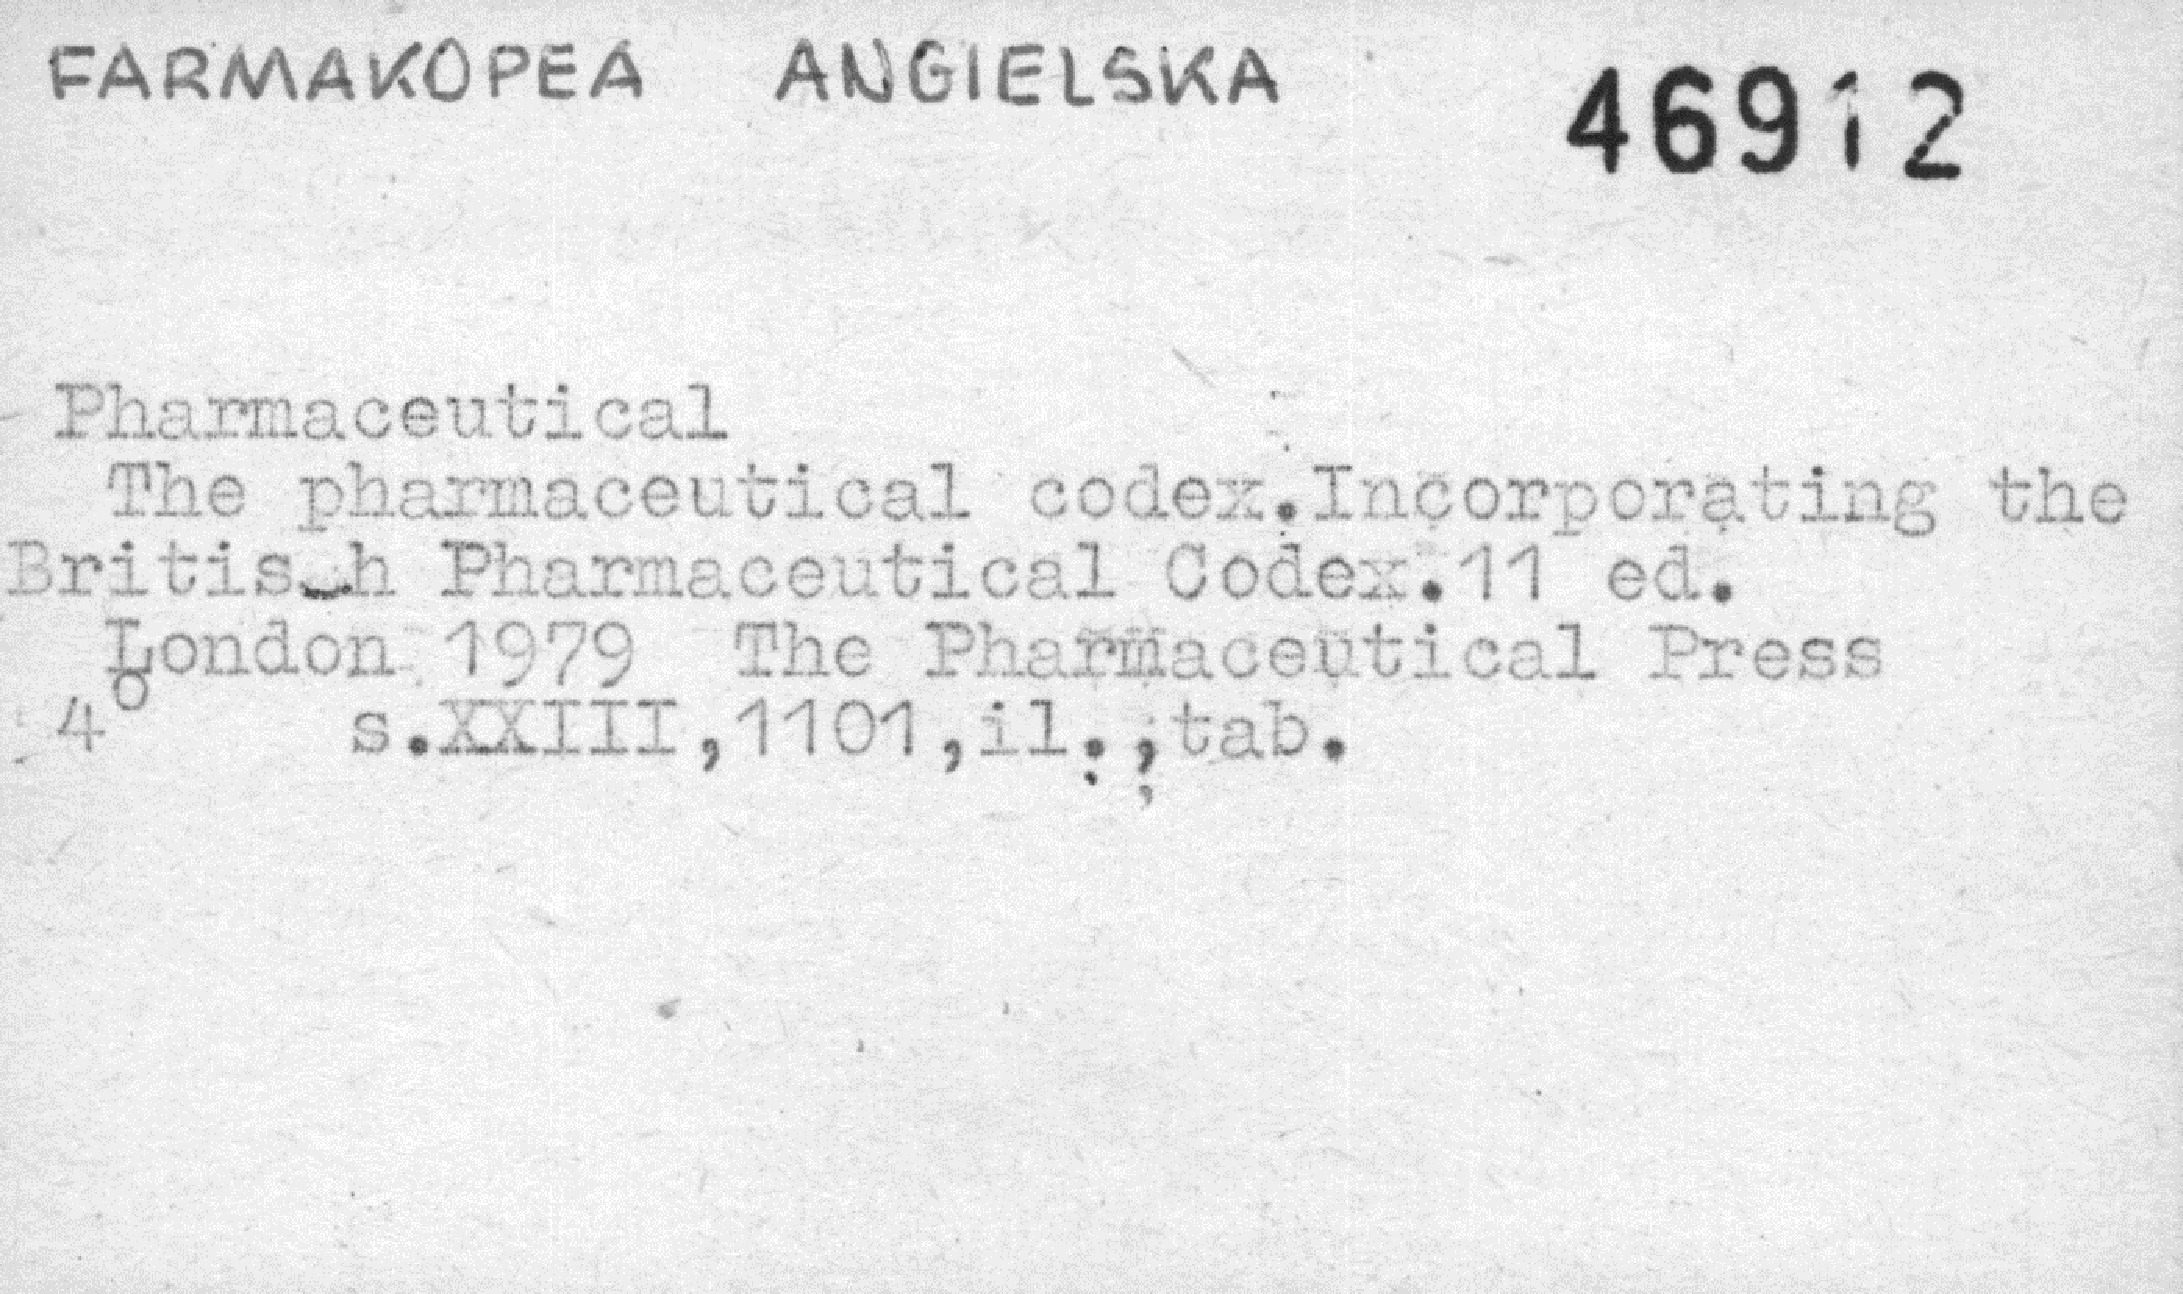 FARMAKOPEA ANGIELSKA 46912
Pharmaceutical
The pharmaceutical codex.Incorporating the
British Pharmaceutical Codex.11 ed.
London 1979 The Pharmaceutical Press
4° s.XXIII,1101,il.,tab.